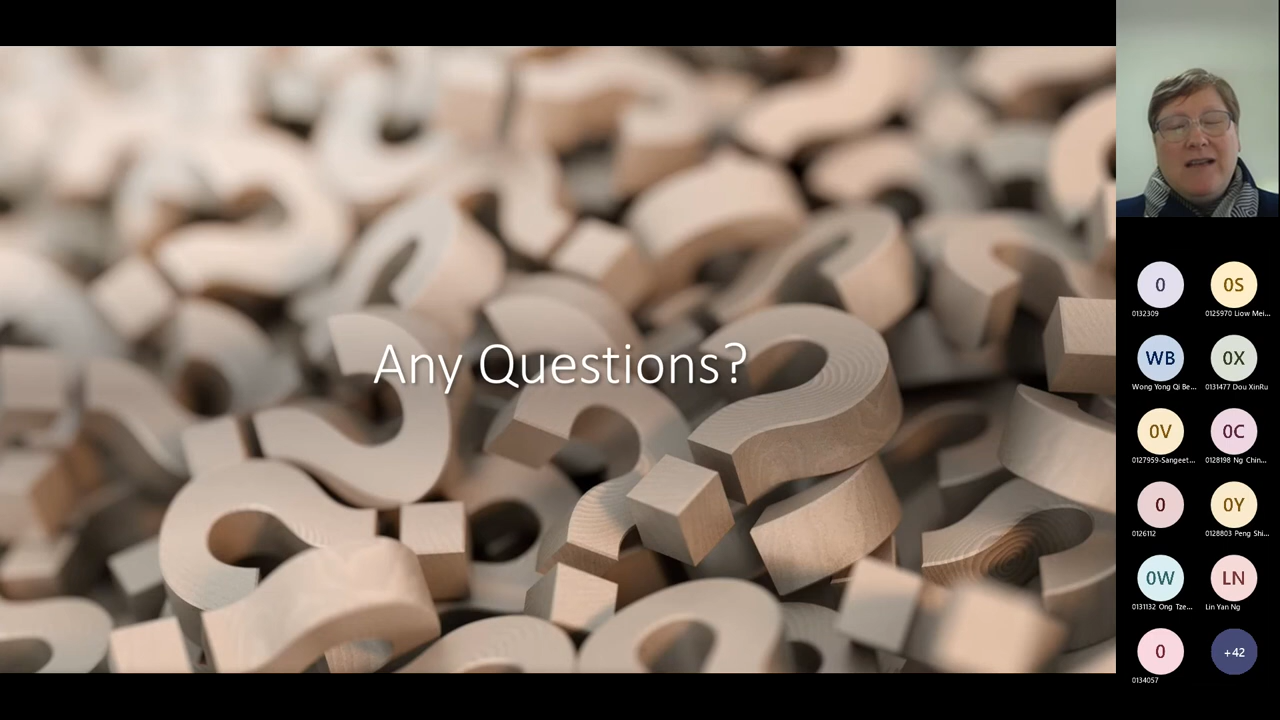 Any Questions?
0
0S
0132309
0125970 Liow Mei...
WB
0X
Wong Yong Qi Be...
0131477 Dou XinRu
0V
0C
0127959-Sangeet...
0128198 Ng Chin...
0
0Y
0126112
0128803 Peng Shi...
0W
LN
0131132 Ong Tze...
Lin Yan Ng
0
+42
0134057